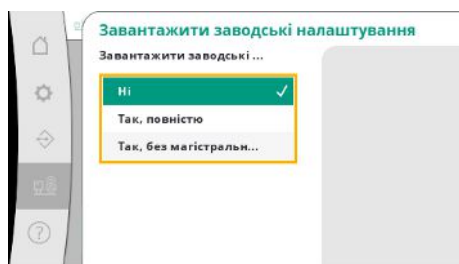 Завантажити заводські налаштування
Завантажити заводські ...
Ні
Так, повністю
Так, без магістральн...